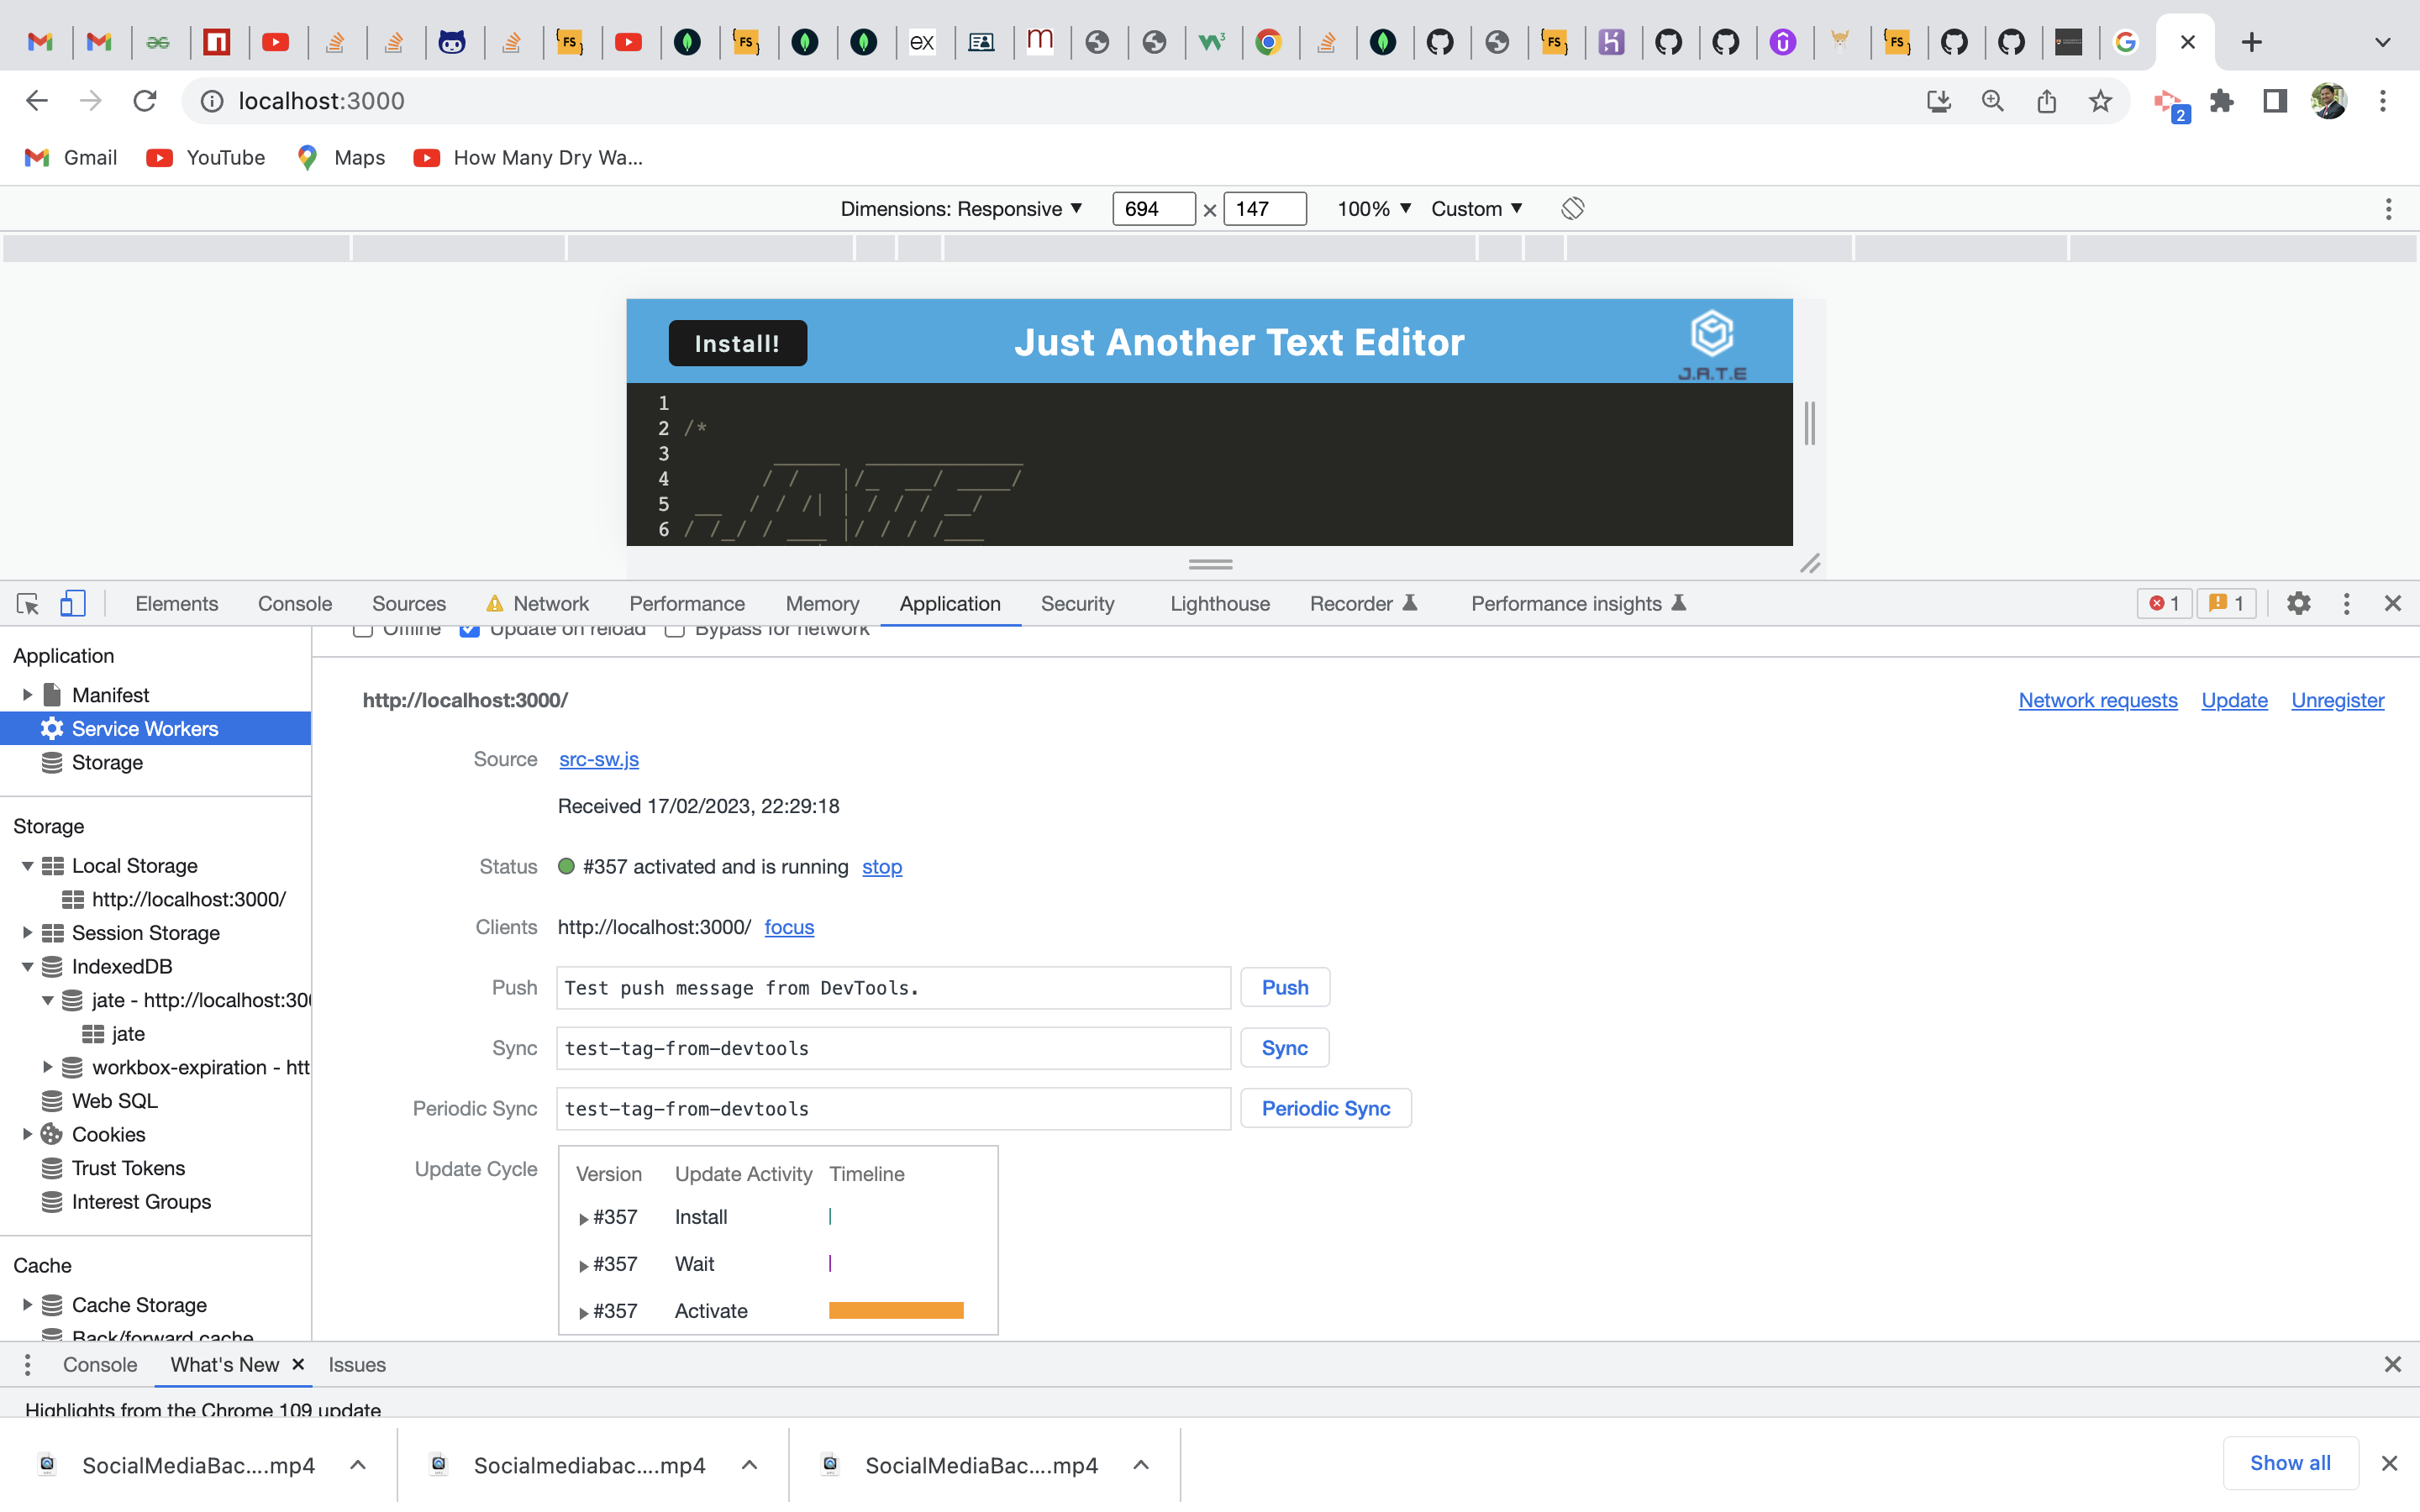 localhost:3000
Gmail YouTube Maps How Many Dry Wa...
Dimensions: Responsive ▼ 694 × 147 100% ▼ Custom ▼
Install! Just Another Text Editor J.A.T.E
1
2 /*
3
4
5
6
Elements Console Sources Network Performance Memory Application Security Lighthouse Recorder Performance insights 1 1
Offline Update on reload Bypass for network
Application
Manifest
Service Workers
Storage
Storage
Local Storage
http://localhost:3000/
Session Storage
IndexedDB
jate - http://localhost:300
jate
workbox-expiration - htt
Web SQL
Cookies
Trust Tokens
Interest Groups
Cache
Cache Storage
Back/forward cache
http://localhost:3000/ Network requests Update Unregister
Source src-sw.js
Received 17/02/2023, 22:29:18
Status #357 activated and is running stop
Clients http://localhost:3000/ focus
Push Test push message from DevTools. Push
Sync test-tag-from-devtools Sync
Periodic Sync test-tag-from-devtools Periodic Sync
Update Cycle Version Update Activity Timeline
#357 Install
#357 Wait
#357 Activate
Console What's New Issues
Highlights from the Chrome 109 update
SocialMediaBac....mp4 Socialmediabac....mp4 SocialMediaBac....mp4 Show all